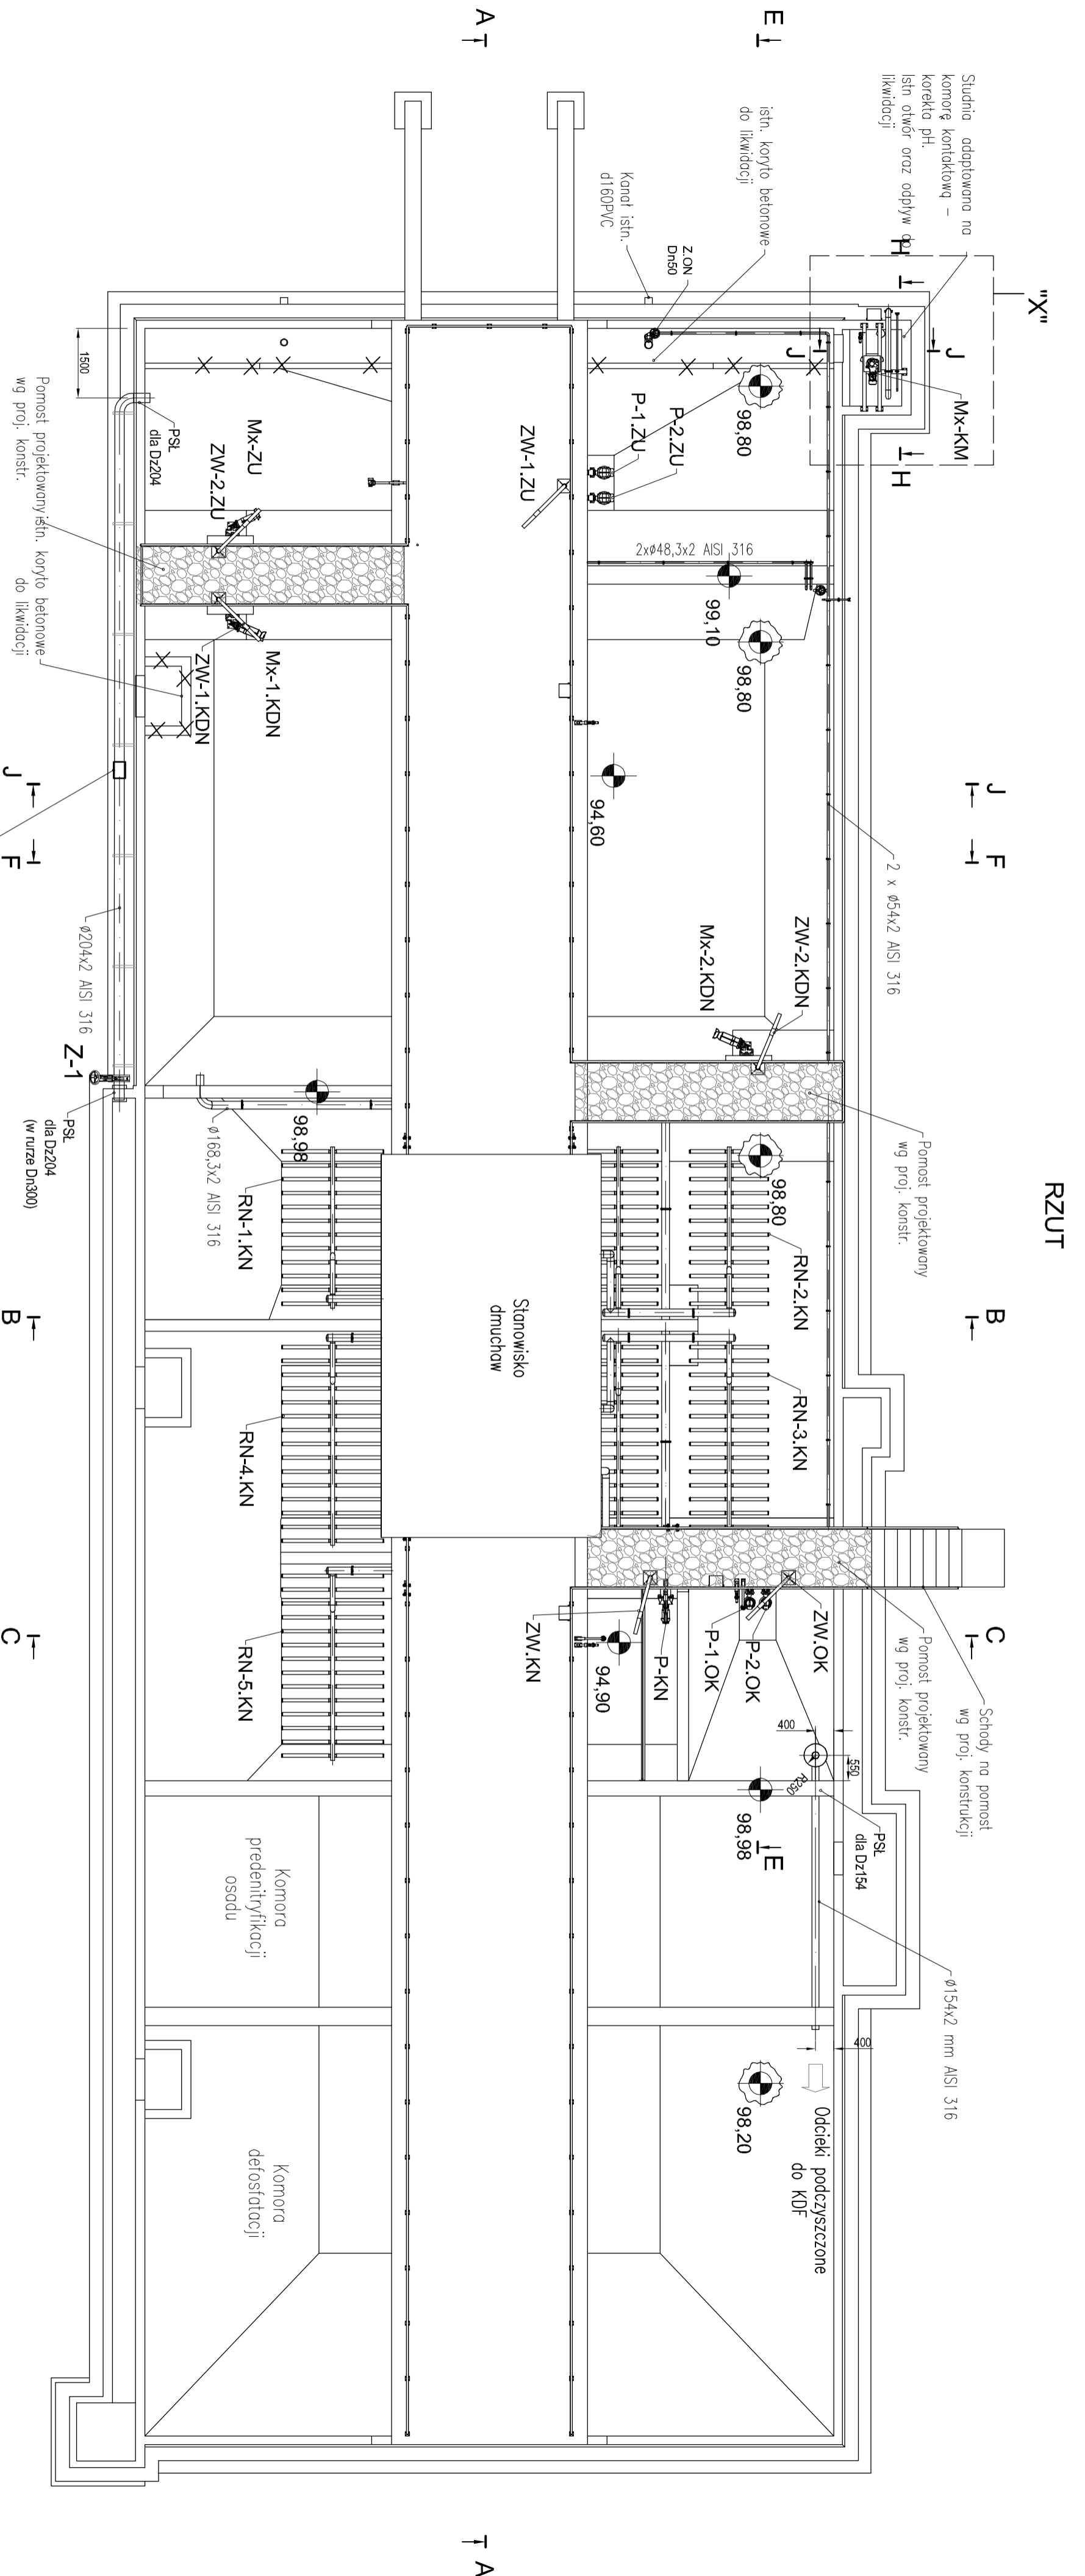 RZUT
"X"
Studnia adaptowana na
komorę kontaktową –
korekta pH.
Istn otwór oraz odpływ do
likwidacji
H
H
J
J
Mx-KM
E
A
istn. koryto betonowe
do likwidacji
Kanał istn.
d160PVC
Z.ON
Dn50
98,80
P-2.ZU
P-1.ZU
ZW-1.ZU
2xø48,3x2 AISI 316
99,10
98,80
94,60
2 x ø54x2 AISI 316
J
F
ZW-2.KDN
Mx-2.KDN
Pomost projektowany
wg proj. konstr.
98,80
RN-2.KN
B
RN-3.KN
Stanowisko
dmuchaw
Schody na pomost
wg proj. konstrukcji
Pomost projektowany
wg proj. konstr.
C
ZW.OK
P-2.OK
P-1.OK
P-KN
ZW.KN
94,90
400
550
R250
98,98
E
PSŁ
dla Dz154
ø154x2 mm AISI 316
400
Odcieki podczyszczone
do KDF
98,20
Mx-ZU
ZW-2.ZU
PSŁ
dla Dz204
1500
Pomost projektowany
wg proj. konstr.
istn. koryto betonowe
do likwidacji
Mx-1.KDN
ZW-1.KDN
J
F
ø204x2 AISI 316
Z-1
PSŁ
dla Dz204
(w rurze Dn300)
98,98
ø168,3x2 AISI 316
RN-1.KN
B
RN-4.KN
RN-5.KN
C
Komora
predenitryfikacji
osadu
Komora
defosfatacji
A